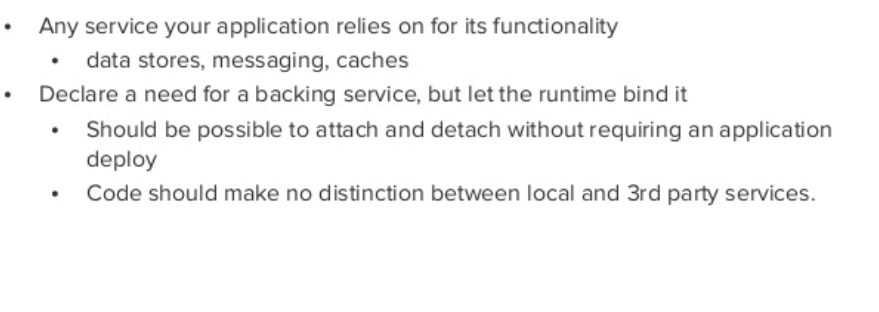 • Any service your application relies on for its functionality
• data stores, messaging, caches
• Declare a need for a backing service, but let the runtime bind it
• Should be possible to attach and detach without requiring an application
deploy
• Code should make no distinction between local and 3rd party services.